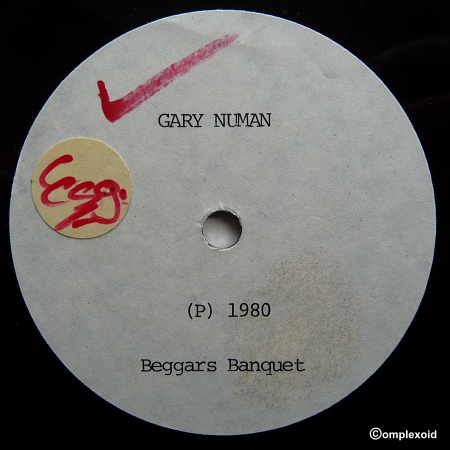 GARY NUMAN
(P) 1980
Beggars Banquet
©omplexoid